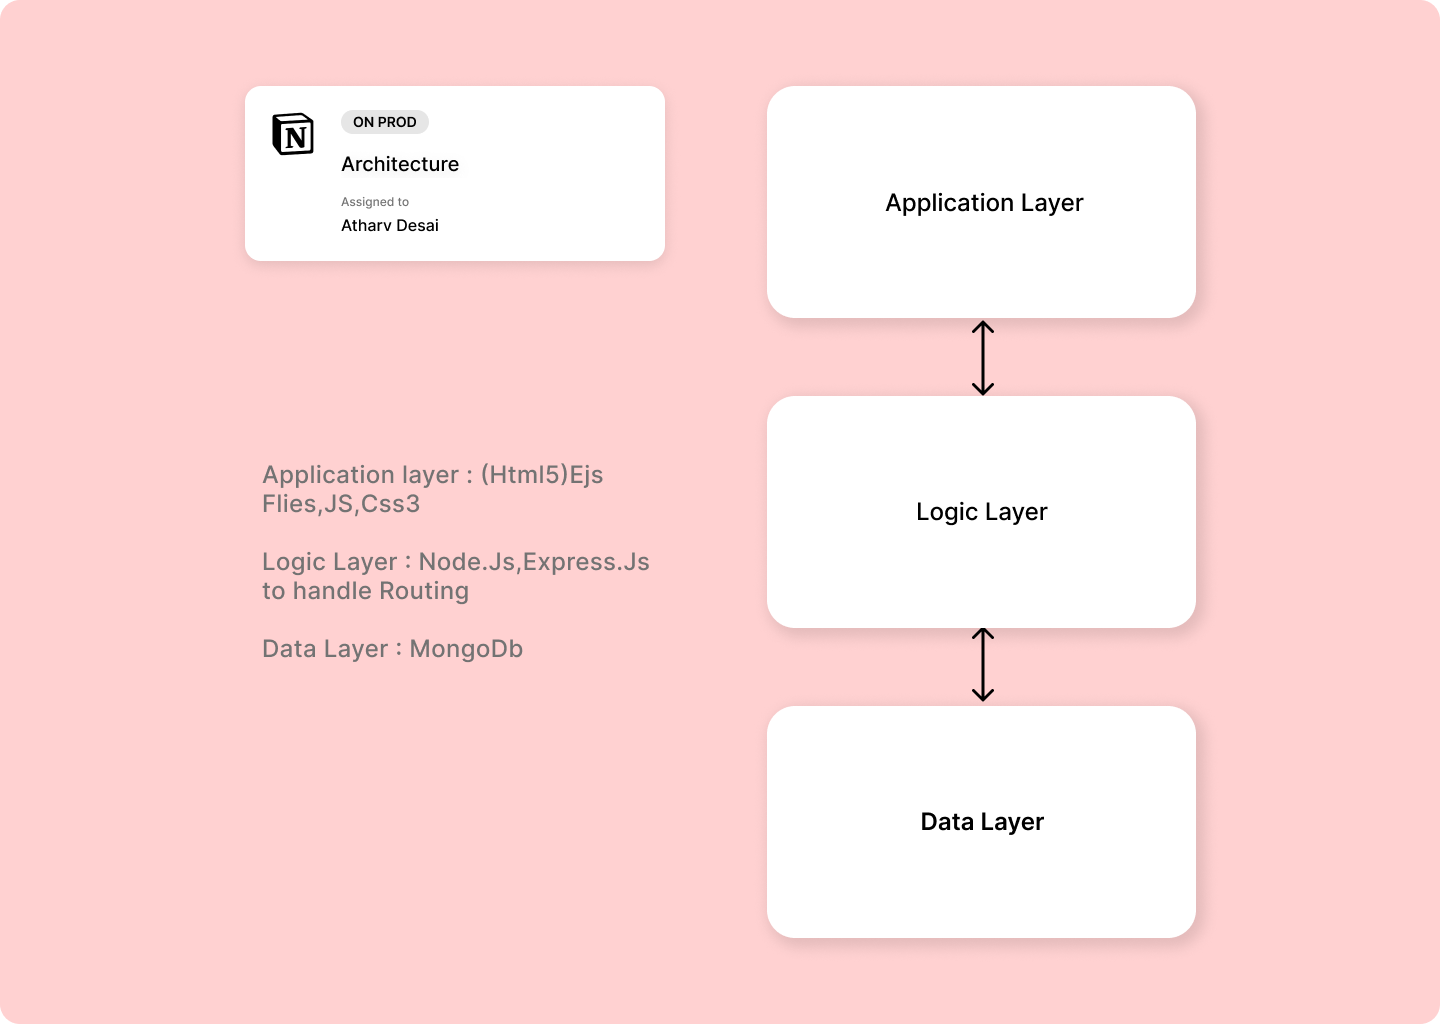 N
ON PROD
Architecture
Assigned to
Atharv Desai
Application layer : (Html5)Ejs
Flies,JS,Css3
Logic Layer : Node.Js,Express.Js
to handle Routing
Data Layer : MongoDb
Application Layer
Logic Layer
Data Layer